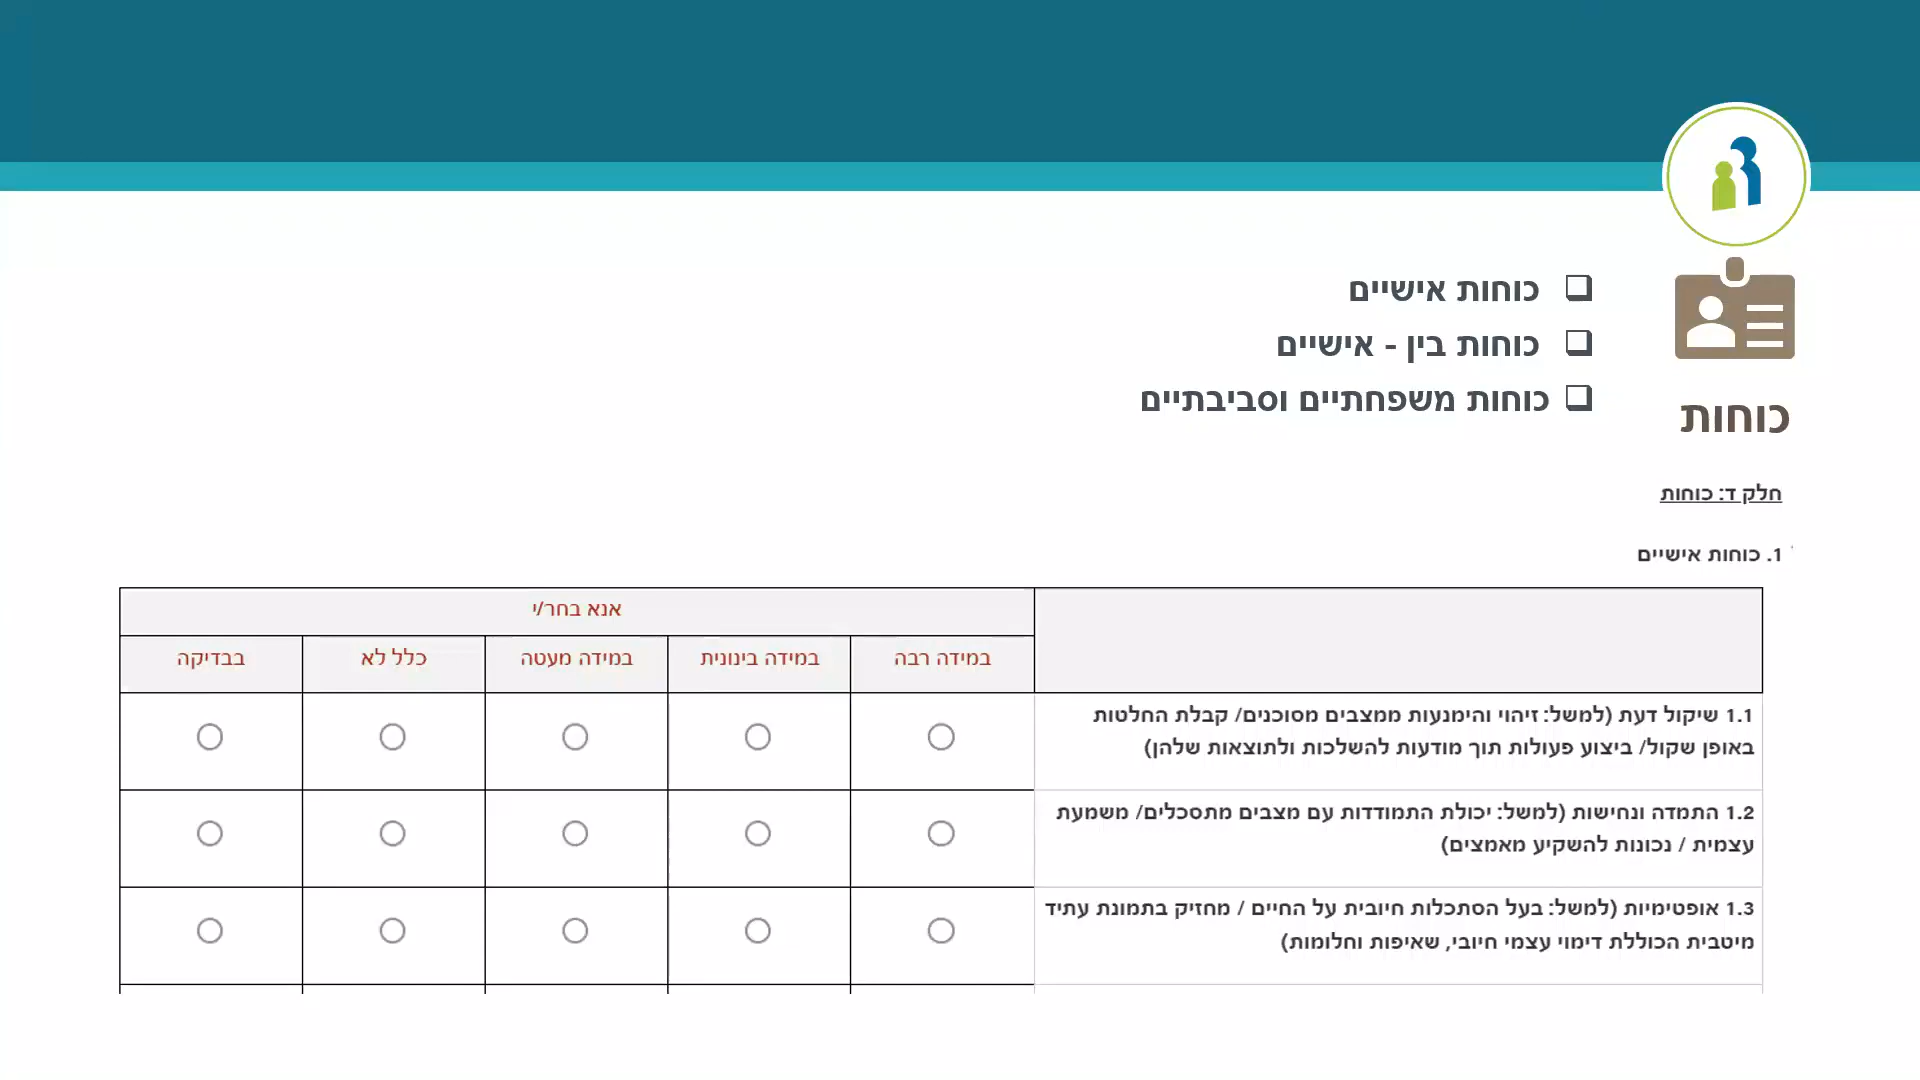 כוחות אישיים
כוחות בין - אישיים
כוחות משפחתיים וסביבתיים
כוחות
חלק ד: כוחות
1. כוחות אישיים
אנא בחר/י
במידה רבה
במידה בינונית
במידה מעטה
כלל לא
בבדיקה
1.1 שיקול דעת (למשל: זיהוי והימנעות ממצבים מסוכנים/ קבלת החלטות
באופן שקול/ ביצוע פעולות תוך מודעות להשלכות ולתוצאות שלהן)
1.2 התמדה ונחישות (למשל: יכולת התמודדות עם מצבים מתסכלים/ משמעת
עצמית / נכונות להשקיע מאמצים)
1.3 אופטימיות (למשל: בעל הסתכלות חיובית על החיים / מחזיק בתמונת עתיד
מיטבית הכוללת דימוי עצמי חיובי, שאיפות וחלומות)